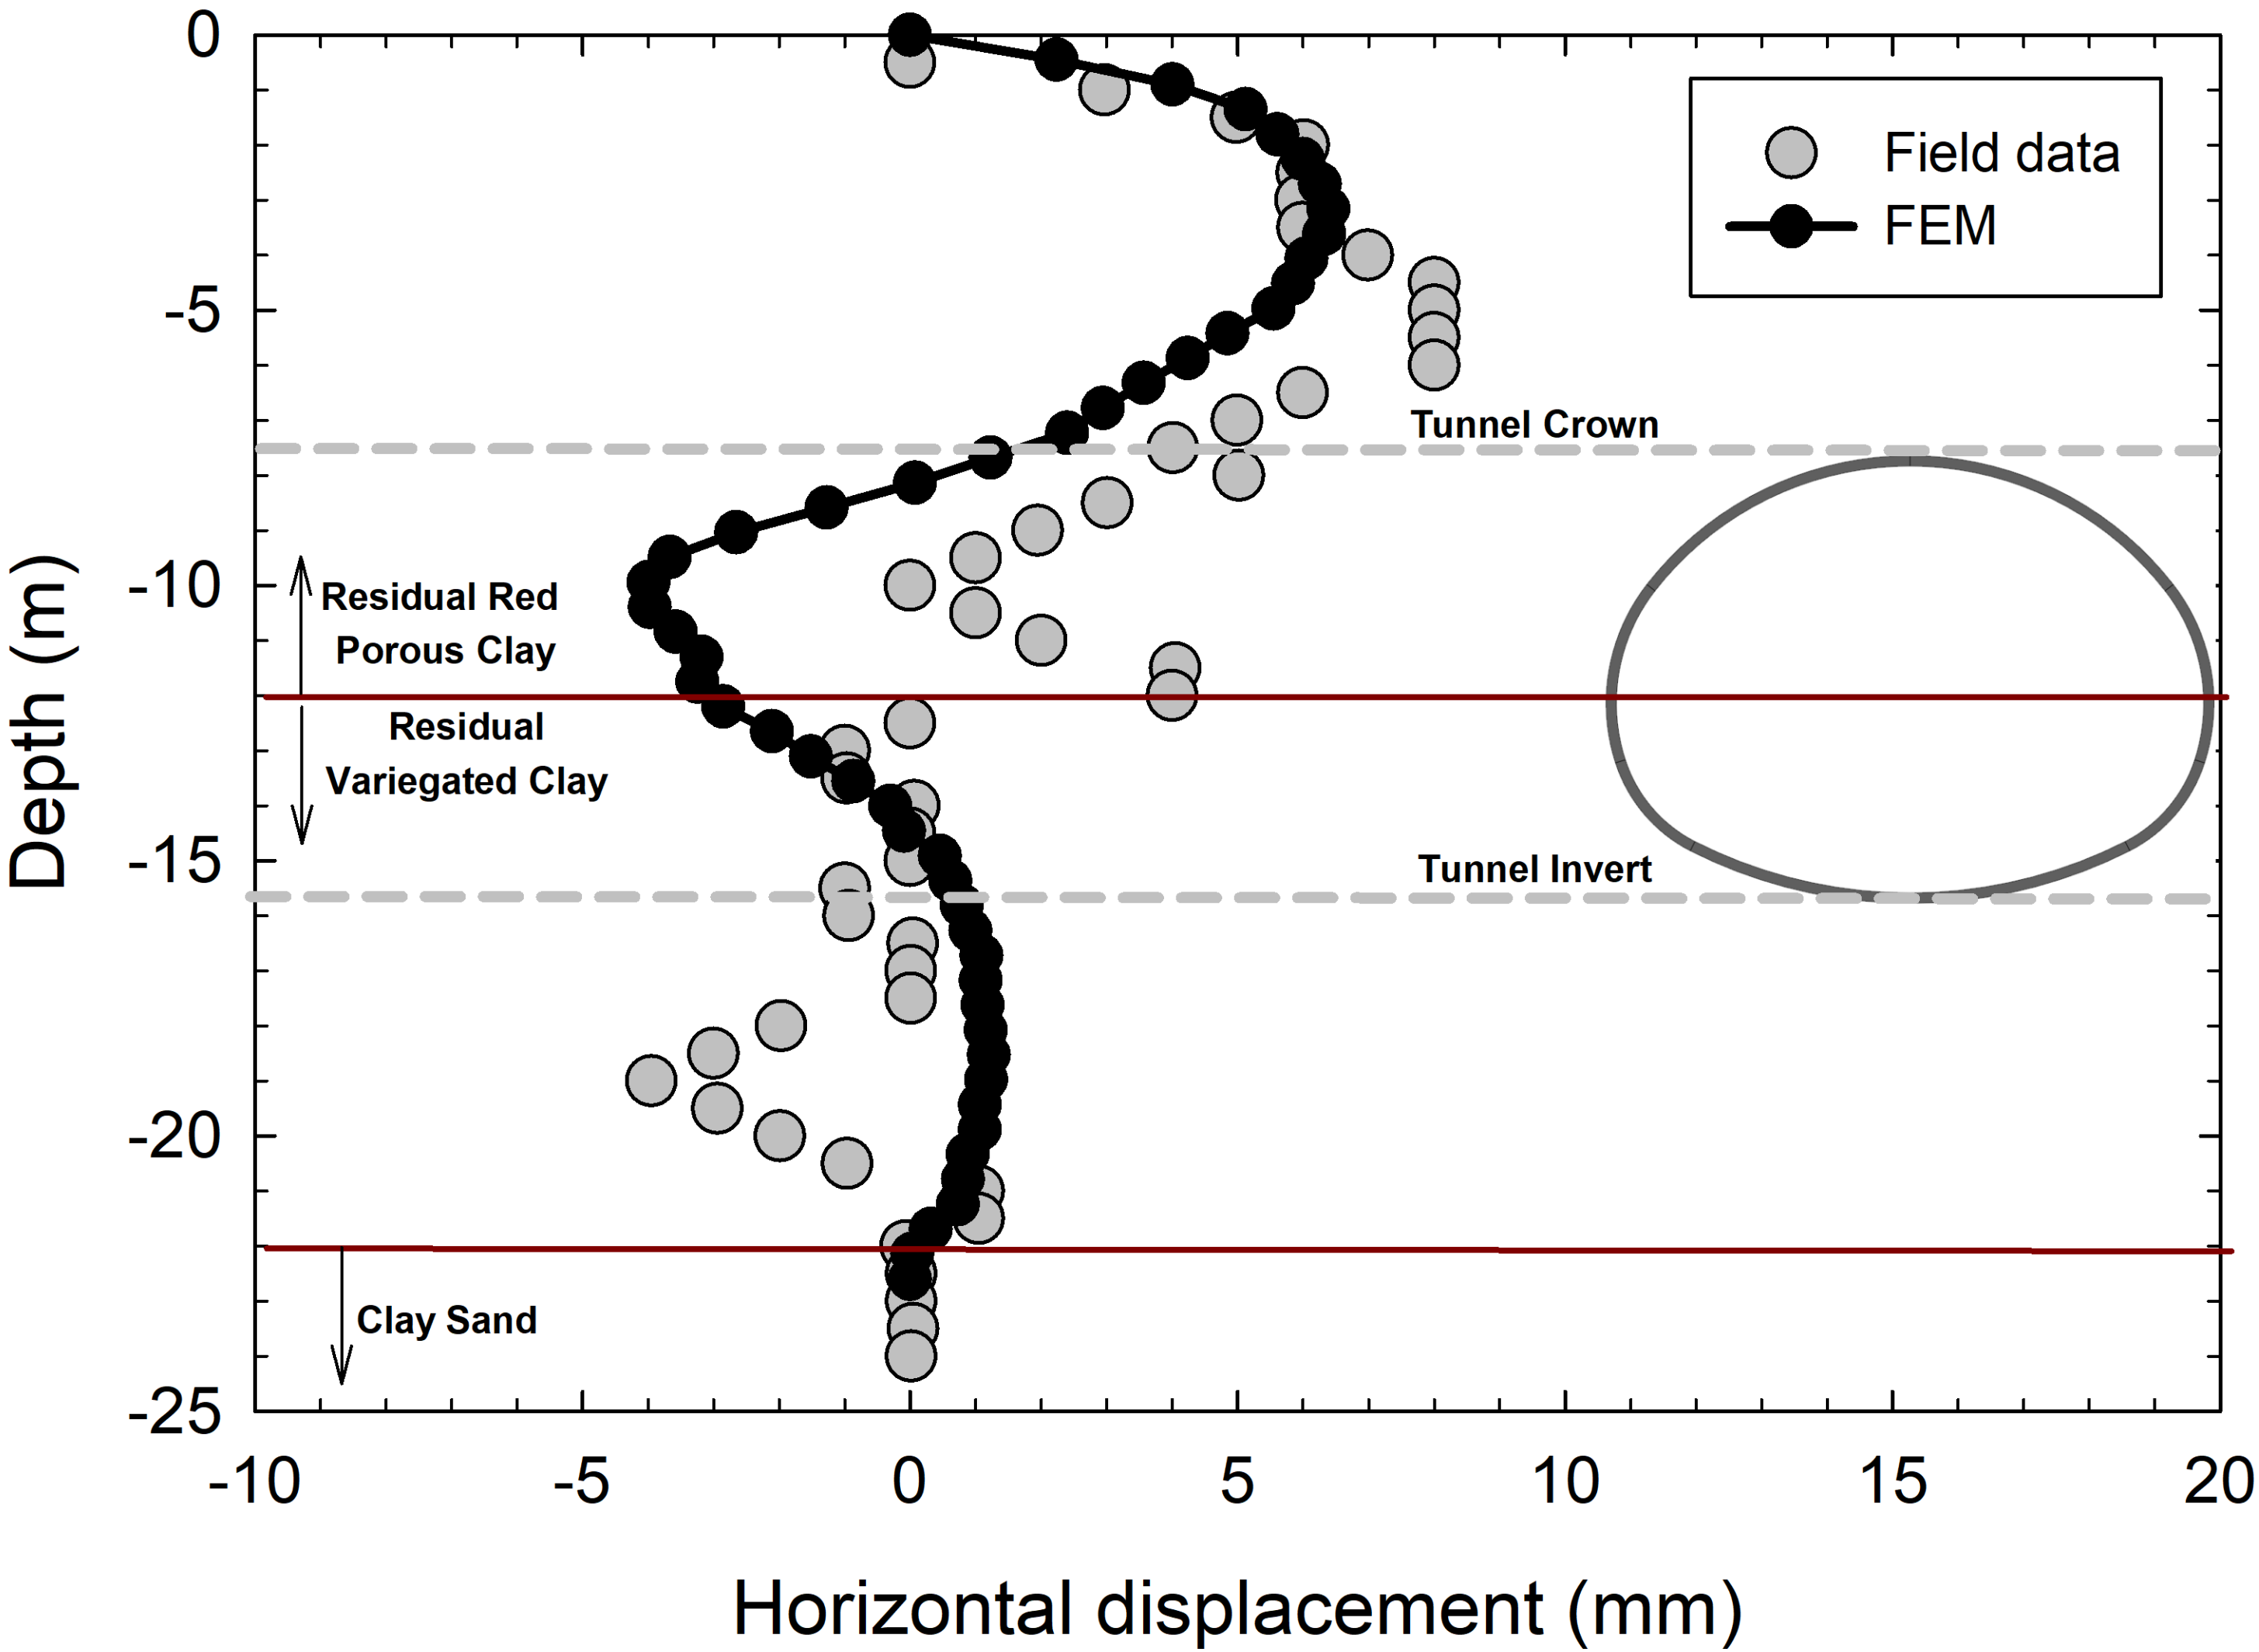 0
-5
-10
-15
-20
-25
Depth (m)
Field data
FEM
Tunnel Crown
Residual Red
Porous Clay
Residual
Variegated Clay
Tunnel Invert
Clay Sand
-10 -5 0 5 10 15 20
Horizontal displacement (mm)